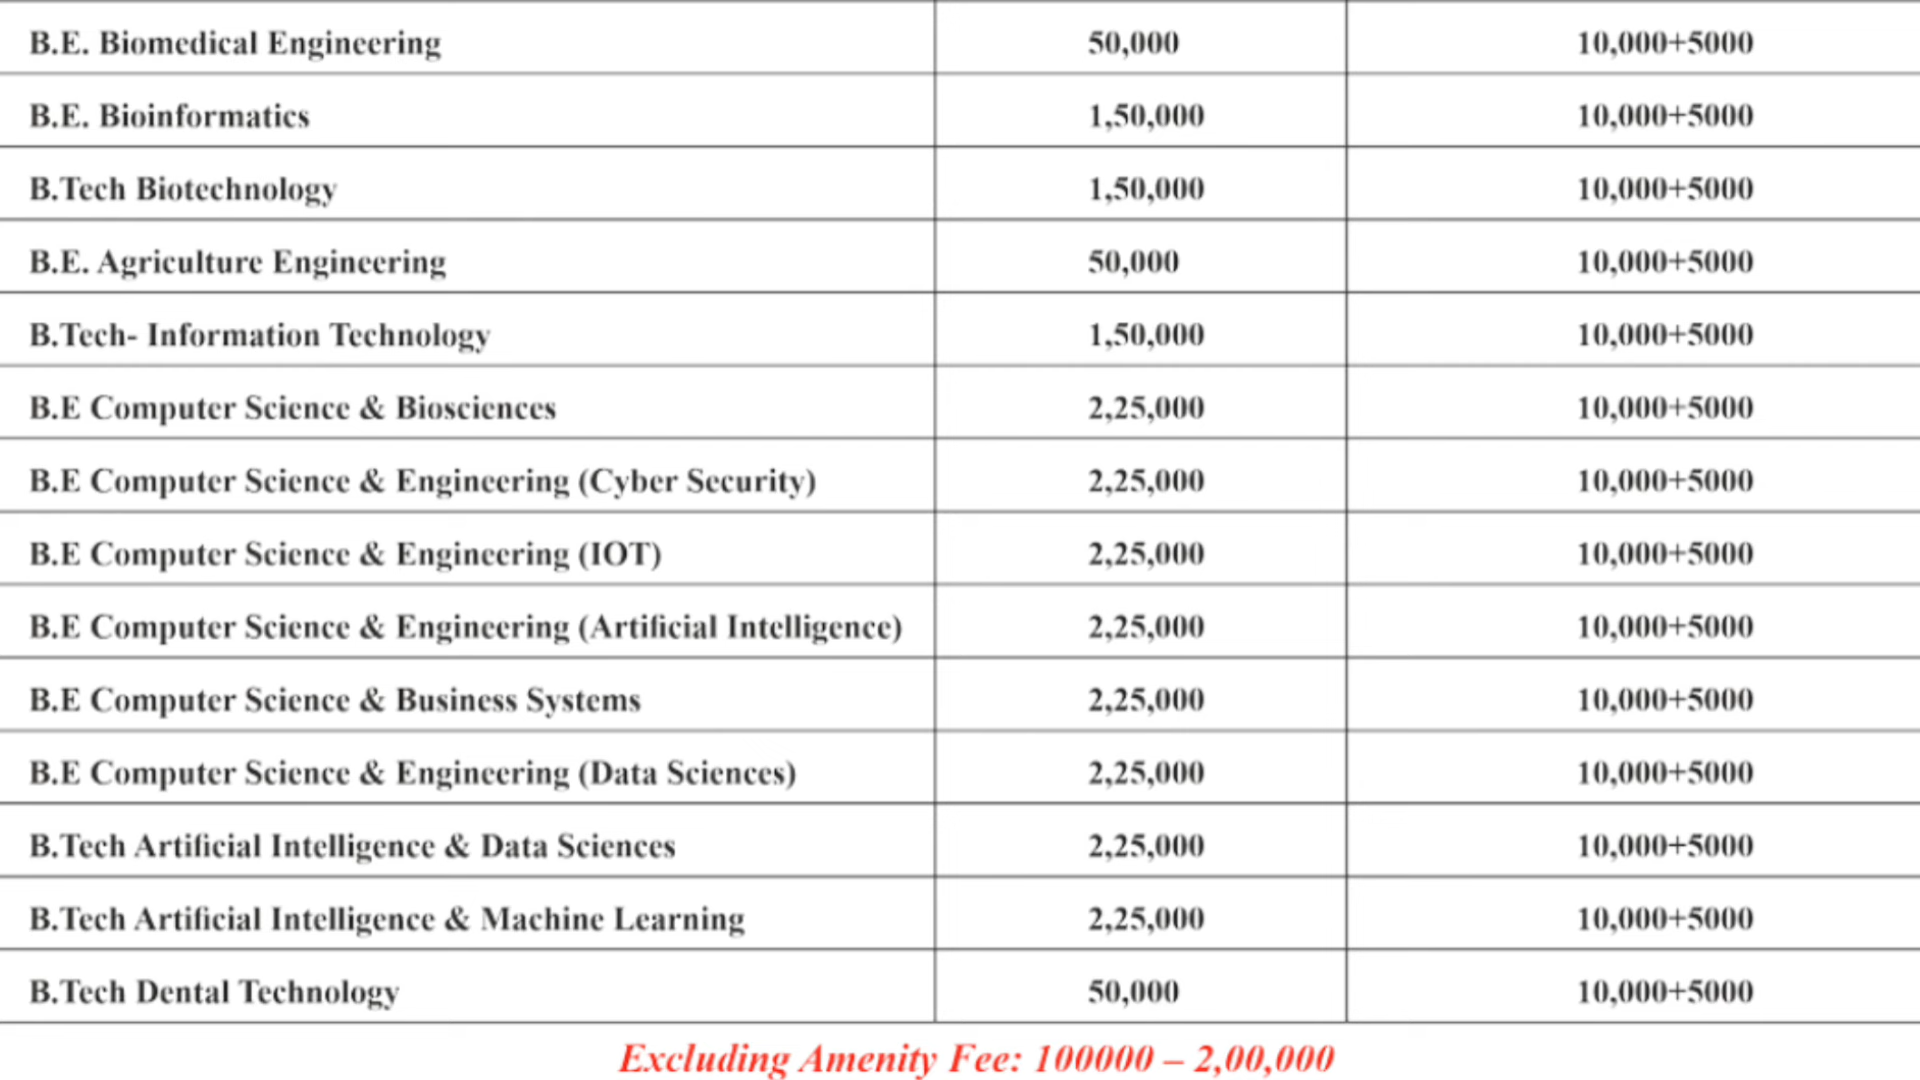 B.E. Biomedical Engineering 50,000 10,000+5000
B.E. Bioinformatics 1,50,000 10,000+5000
B.Tech Biotechnology 1,50,000 10,000+5000
B.E. Agriculture Engineering 50,000 10,000+5000
B.Tech- Information Technology 1,50,000 10,000+5000
B.E Computer Science & Biosciences 2,25,000 10,000+5000
B.E Computer Science & Engineering (Cyber Security) 2,25,000 10,000+5000
B.E Computer Science & Engineering (IOT) 2,25,000 10,000+5000
B.E Computer Science & Engineering (Artificial Intelligence) 2,25,000 10,000+5000
B.E Computer Science & Business Systems 2,25,000 10,000+5000
B.E Computer Science & Engineering (Data Sciences) 2,25,000 10,000+5000
B.Tech Artificial Intelligence & Data Sciences 2,25,000 10,000+5000
B.Tech Artificial Intelligence & Machine Learning 2,25,000 10,000+5000
B.Tech Dental Technology 50,000 10,000+5000
Excluding Amenity Fee: 100000 – 2,00,000